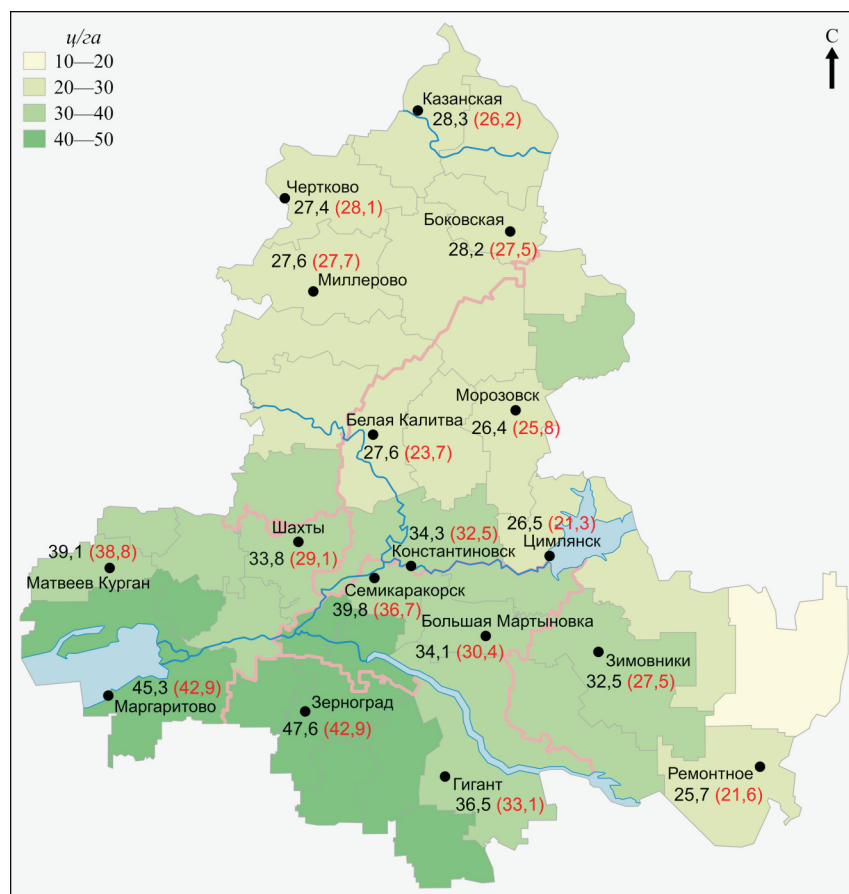 ц/га
10—20
20—30
30—40
40—50
С
Казанская
28,3 (26,2)
Чертково
27,4 (28,1)
Боковская
28,2 (27,5)
27,6 (27,7)
Миллерово
Морозовск
26,4 (25,8)
Белая Калитва
27,6 (23,7)
26,5 (21,3)
Цимлянск
34,3 (32,5)
Константиновск
Шахты
33,8 (29,1)
39,1 (38,8)
Матвеев Курган
Семикаракорск
39,8 (36,7)
Большая Мартыновка
34,1 (30,4)
Зимовники
32,5 (27,5)
45,3 (42,9)
Маргаритово
Зерноград
47,6 (42,9)
Гигант
36,5 (33,1)
Ремонтное
25,7 (21,6)